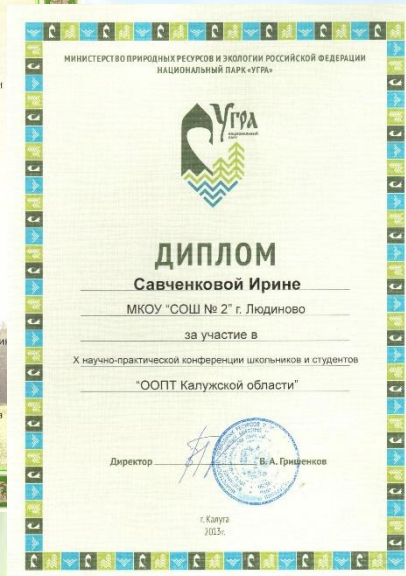 МИНИСТЕРСТВО ПРИРОДНЫХ РЕСУРСОВ И ЭКОЛОГИИ РОССИЙСКОЙ ФЕДЕРАЦИИ
НАЦИОНАЛЬНЫЙ ПАРК «УГРА»
УГРА
НАЦИОНАЛЬНЫЙ
ПАРК
ДИПЛОМ
Савченковой Ирине
МКОУ “СОШ № 2” г. Людиново
за участие в
X научно-практической конференции школьников и студентов
“ООПТ Калужской области”
Директор В. А. Гришенков
г. Калуга
2013г.